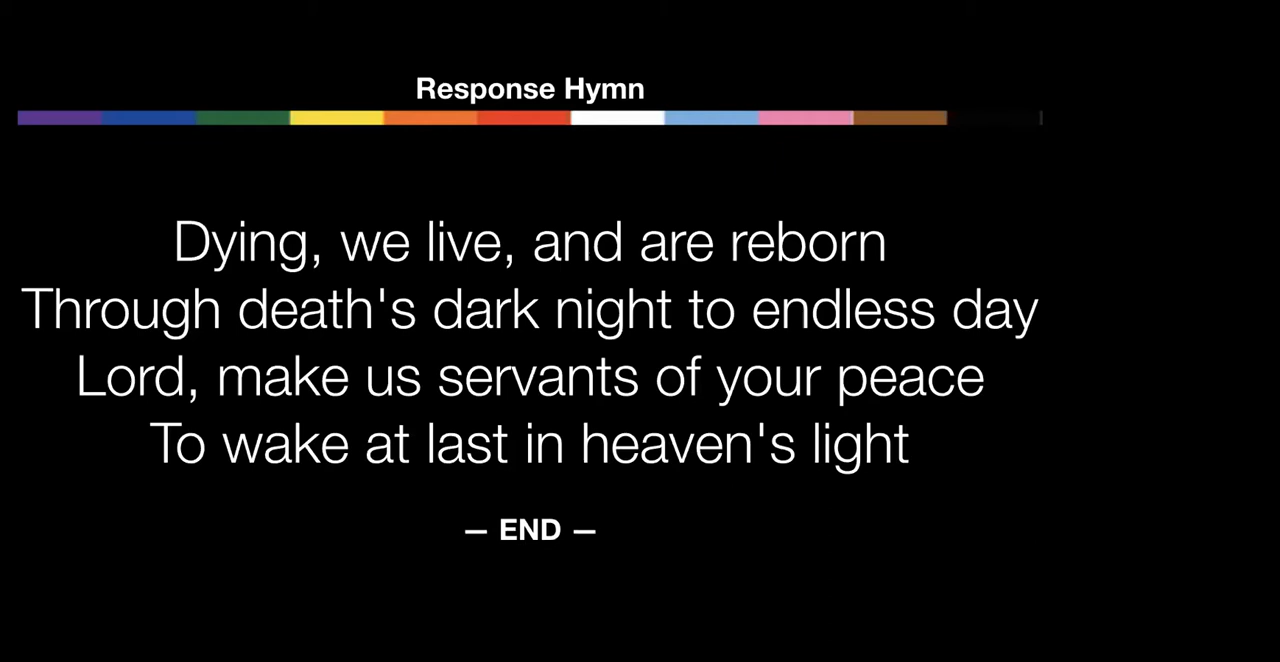 Response Hymn
Dying, we live, and are reborn
Through death's dark night to endless day
Lord, make us servants of your peace
To wake at last in heaven's light
— END —